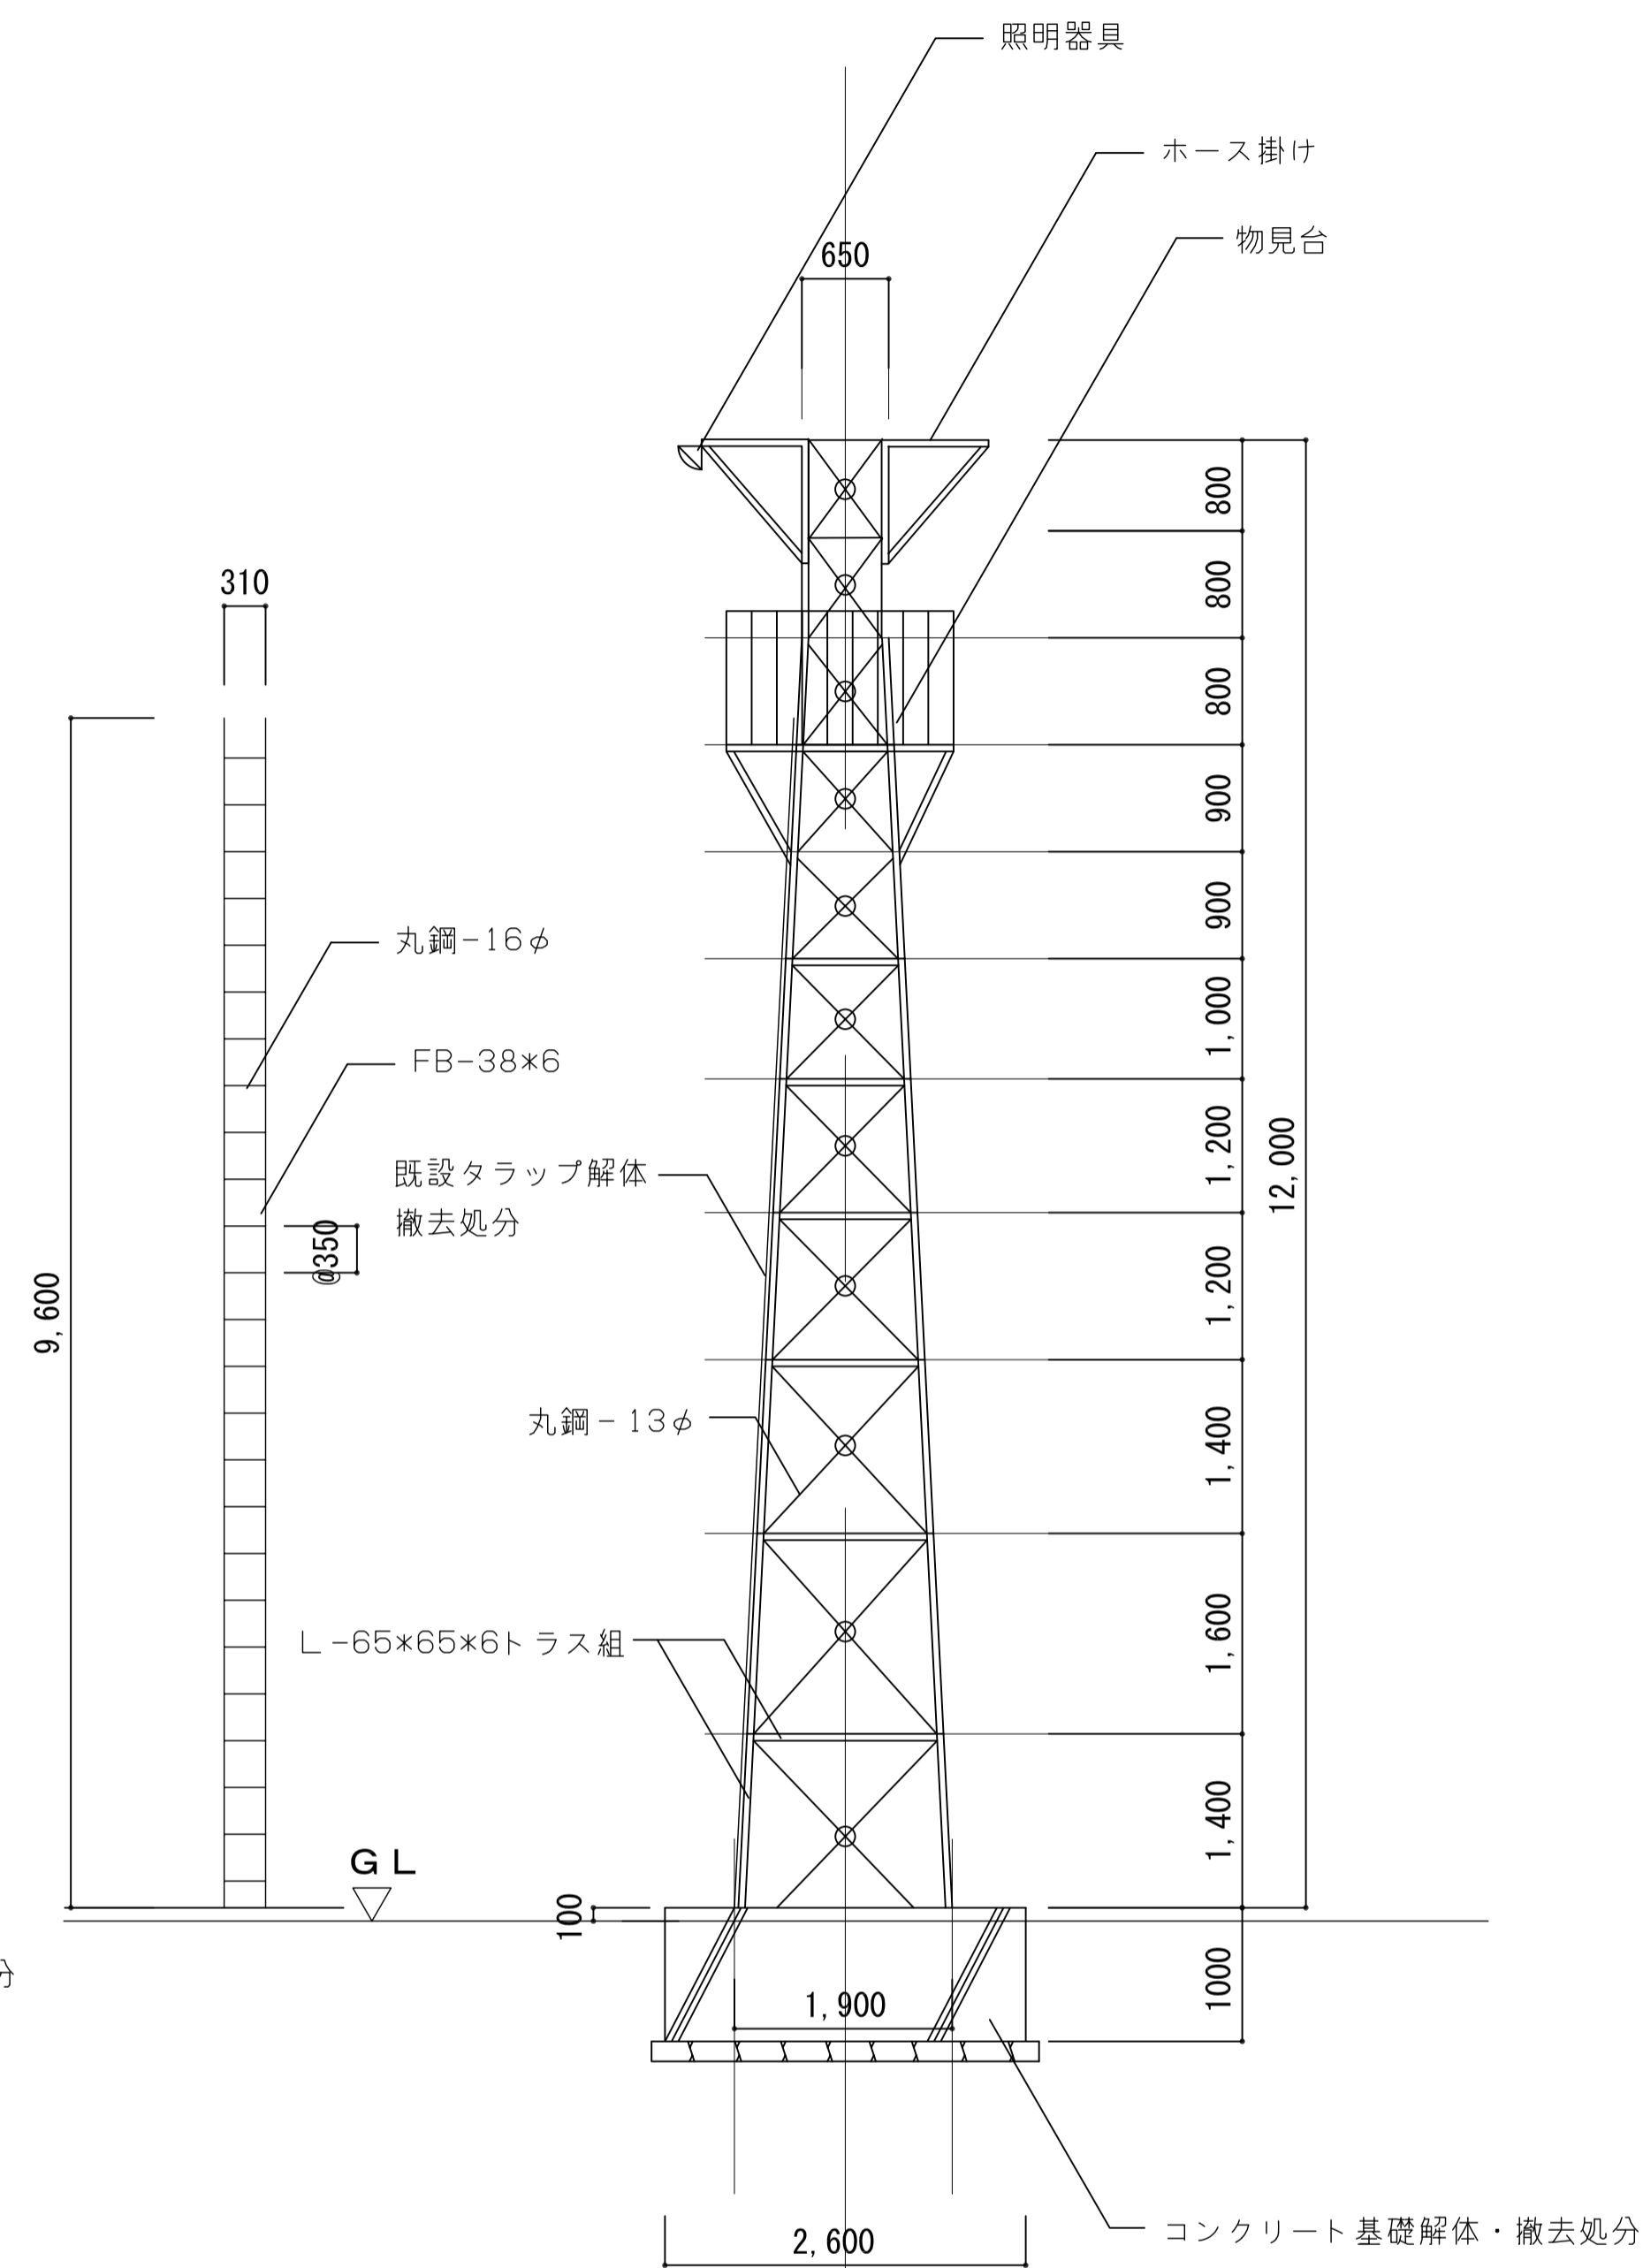 照明器具
ホース掛け
物見台
650
310
800
800
800
900
900
1,000
1,200
1,200
1,400
1,600
1,400
1000
12,000
9,600
丸鋼-16φ
FB-38*6
@350
既設タラップ解体
撤去処分
丸鋼-13φ
L-65*65*6トラス組
GL
100
分
1,900
2,600
コンクリート基礎解体・撤去処分